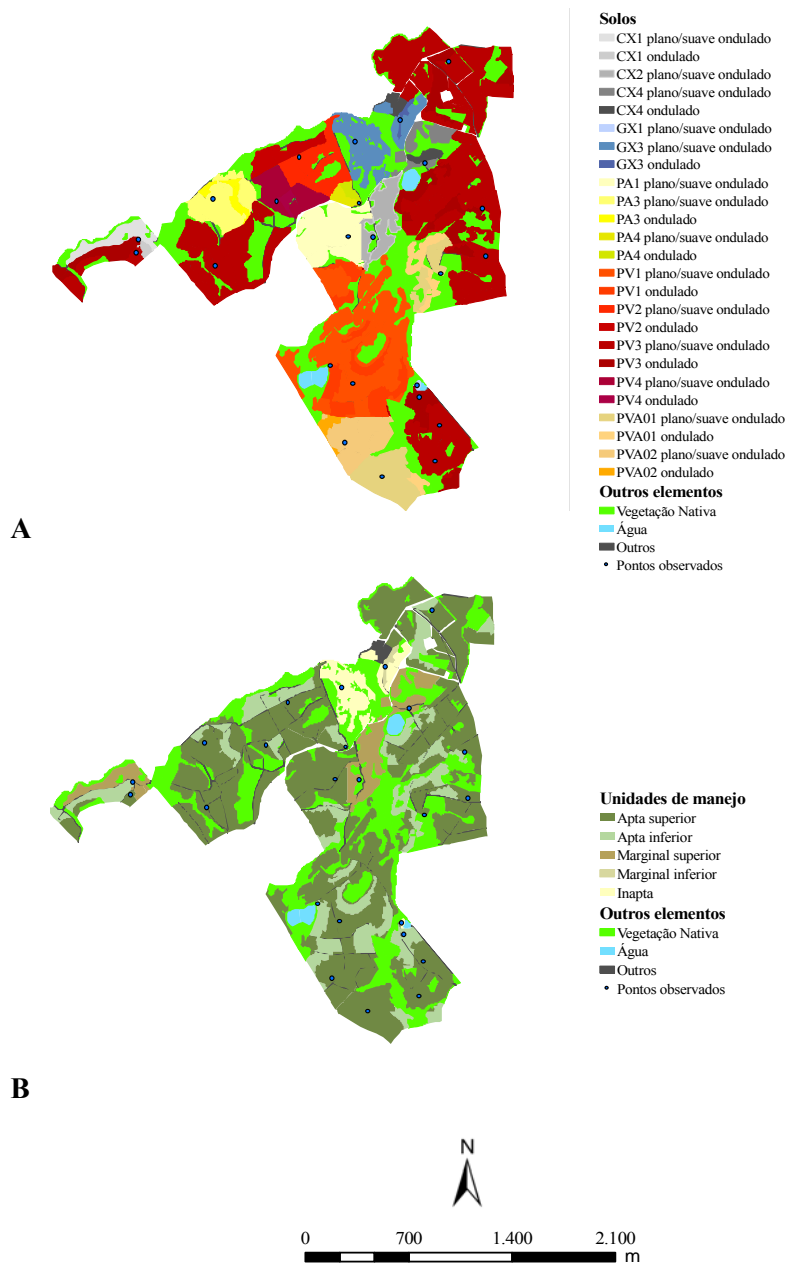 Solos
CX1 plano/suave ondulado
CX1 ondulado
CX2 plano/suave ondulado
CX4 plano/suave ondulado
CX4 ondulado
GX1 plano/suave ondulado
GX3 plano/suave ondulado
GX3 ondulado
PA1 plano/suave ondulado
PA3 plano/suave ondulado
PA3 ondulado
PA4 plano/suave ondulado
PA4 ondulado
PV1 plano/suave ondulado
PV1 ondulado
PV2 plano/suave ondulado
PV2 ondulado
PV3 plano/suave ondulado
PV3 ondulado
PV4 plano/suave ondulado
PV4 ondulado
PVA01 plano/suave ondulado
PVA01 ondulado
PVA02 plano/suave ondulado
PVA02 ondulado
Outros elementos
Vegetação Nativa
Água
Outros
Pontos observados
A
Unidades de manejo
Apta superior
Apta inferior
Marginal superior
Marginal inferior
Inapta
Outros elementos
Vegetação Nativa
Água
Outros
Pontos observados
B
N
0 700 1.400 2.100
m